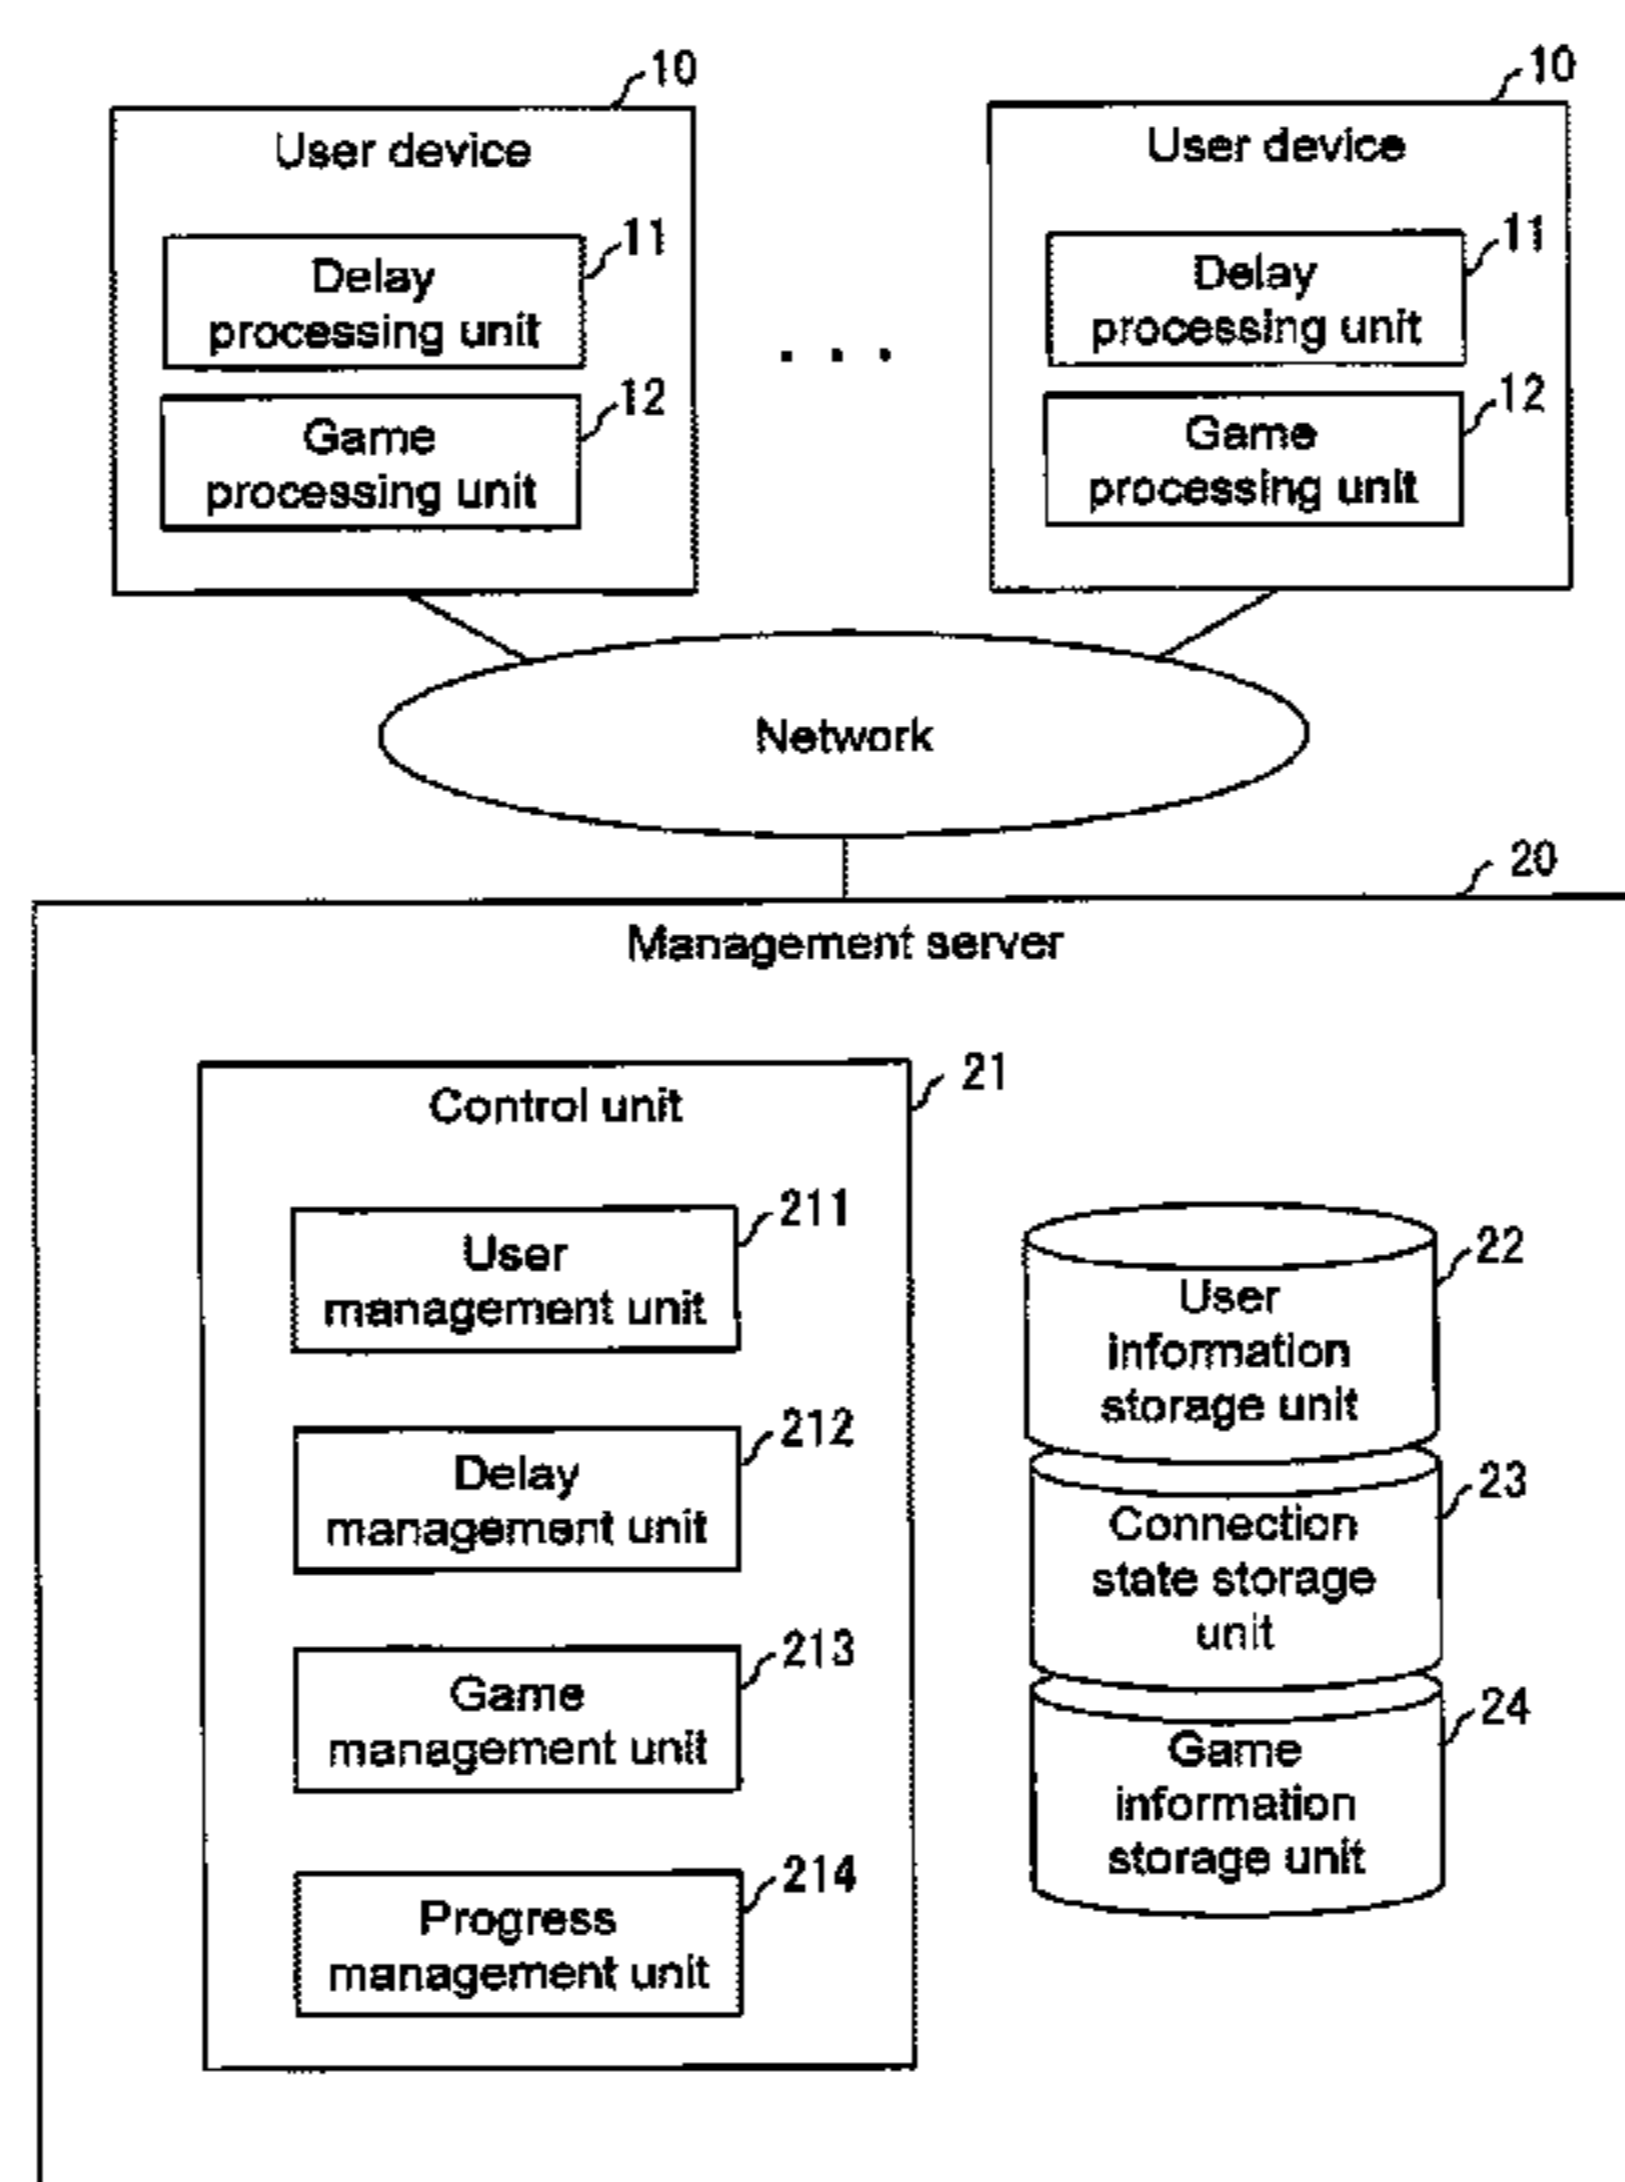 10
User device
11
Delay
processing unit
12
Game
processing unit
. . .
10
User device
11
Delay
processing unit
12
Game
processing unit
Network
20
Management server
21
Control unit
211
User
management unit
212
Delay
management unit
213
Game
management unit
214
Progress
management unit
22
User
information
storage unit
23
Connection
state storage
unit
24
Game
information
storage unit